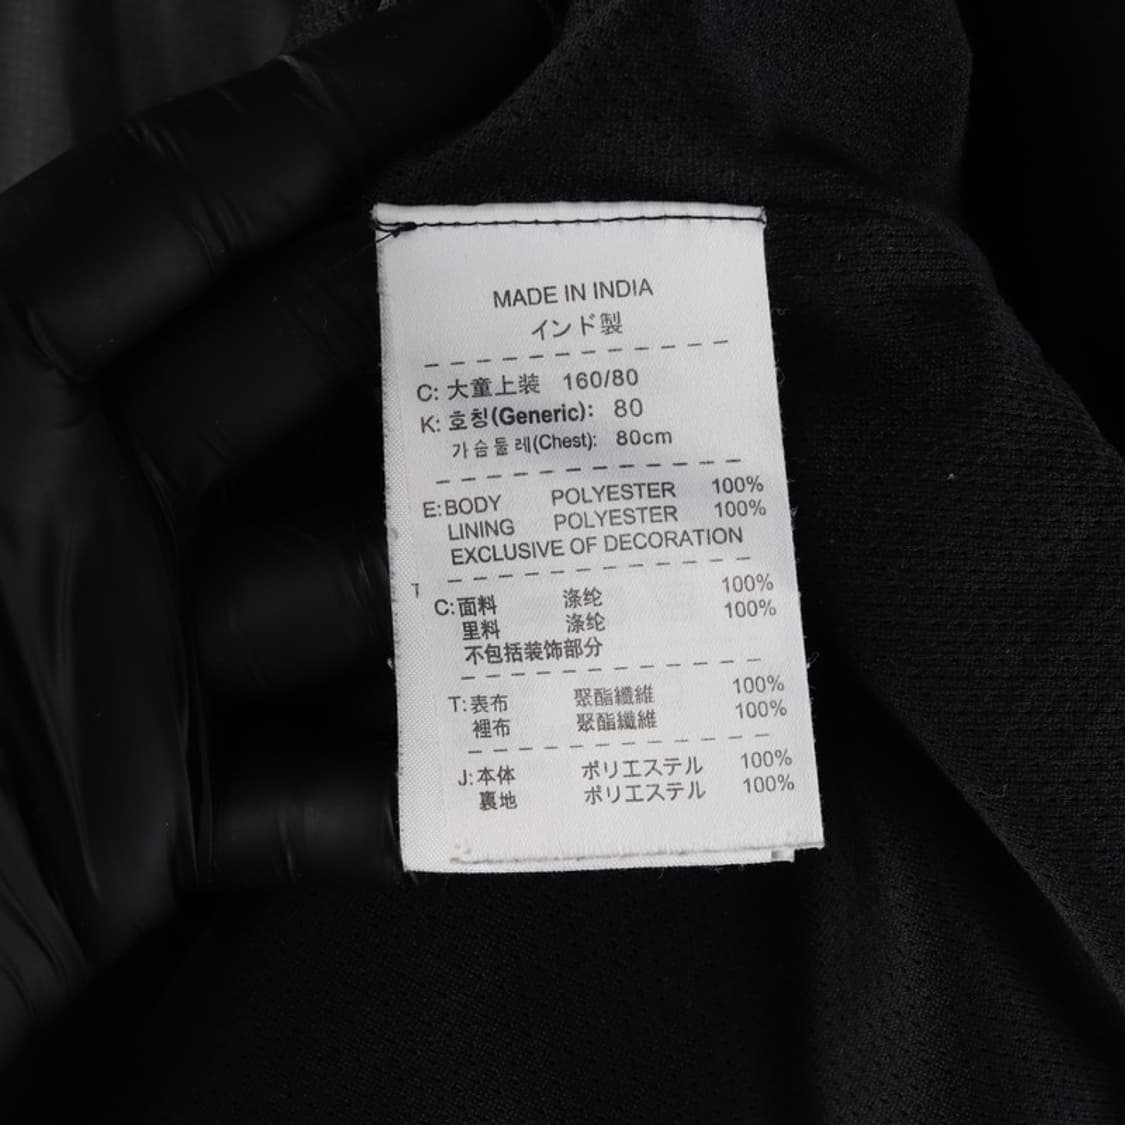 MADE IN INDIA
インド製
C: 大童上装 160/80
K: 호칭(Generic): 80
가슴둘레(Chest): 80cm
E: BODY POLYESTER 100%
LINING POLYESTER 100%
EXCLUSIVE OF DECORATION
C: 面料 涤纶 100%
里料 涤纶 100%
不包括装饰部分
T: 表布 聚酯纖維 100%
裡布 聚酯纖維 100%
J: 本体 ポリエステル 100%
裏地 ポリエステル 100%